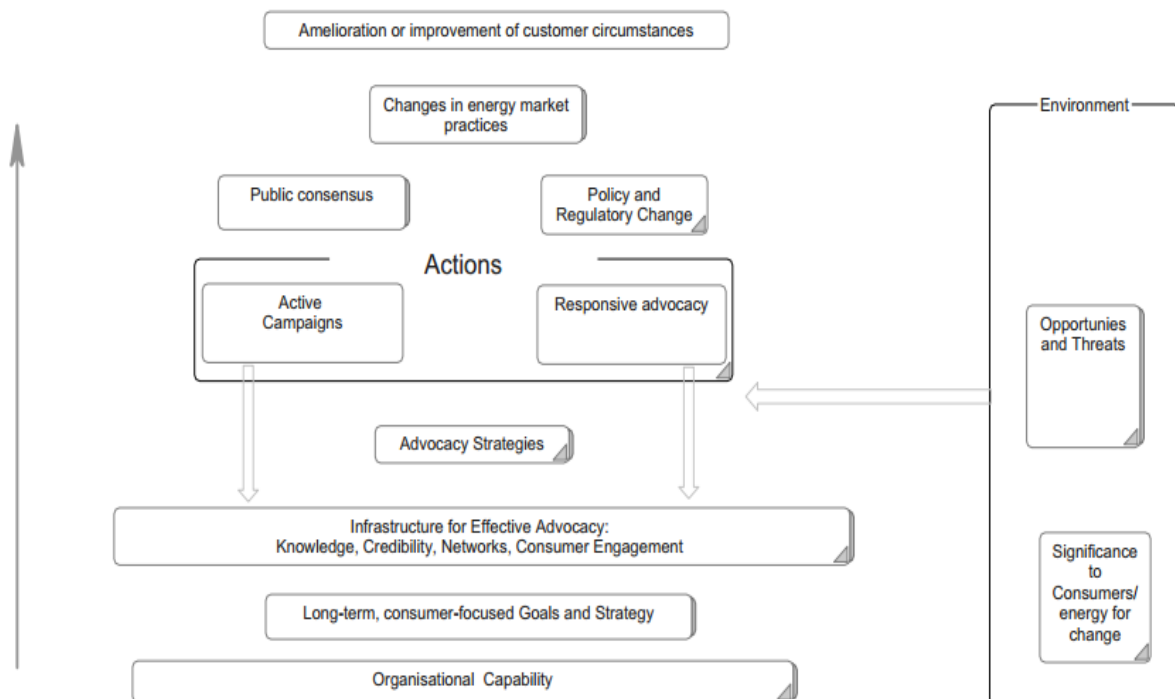 Amelioration or improvement of customer circumstances
Changes in energy market
practices
Environment
Public consensus
Policy and
Regulatory Change
Actions
Active
Campaigns
Responsive advocacy
Opportunies
and Threats
Advocacy Strategies
Infrastructure for Effective Advocacy:
Knowledge, Credibility, Networks, Consumer Engagement
Significance
to
Consumers/
energy for
change
Long-term, consumer-focused Goals and Strategy
Organisational Capability